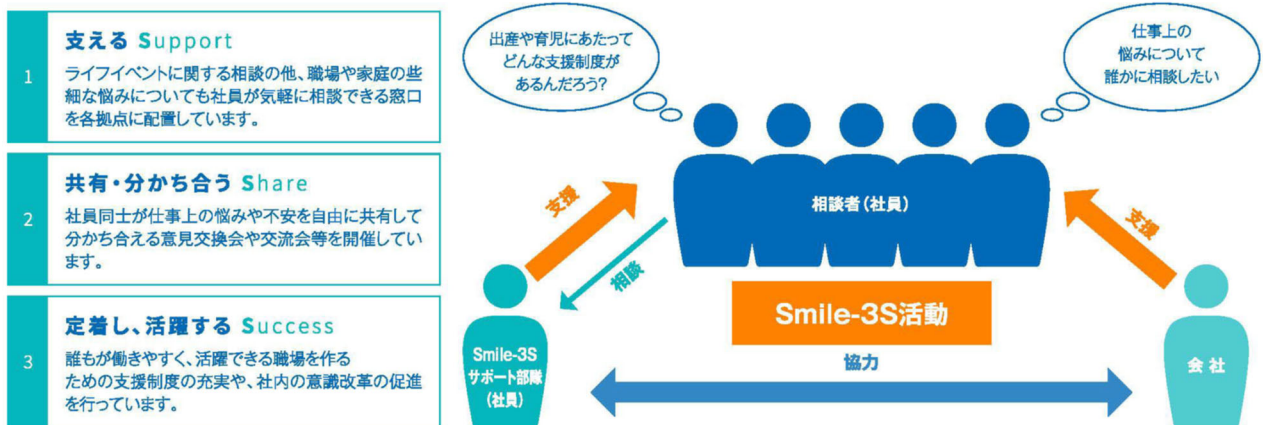 1
支える Support
ライフイベントに関する相談の他、職場や家庭の些
細な悩みについても社員が気軽に相談できる窓口
を各拠点に配置しています。
2
共有・分かち合う Share
社員同士が仕事上の悩みや不安を自由に共有して
分かち合える意見交換会や交流会等を開催してい
ます。
3
定着し、活躍する Success
誰もが働きやすく、活躍できる職場を作る
ための支援制度の充実や、社内の意識改革の促進
を行っています。
出産や育児にあたって
どんな支援制度が
あるんだろう?
仕事上の
悩みについて
誰かに相談したい
相談者(社員)
支援
相談
支援
Smile-3S活動
協力
Smile-3S
サポート部隊
(社員)
会社